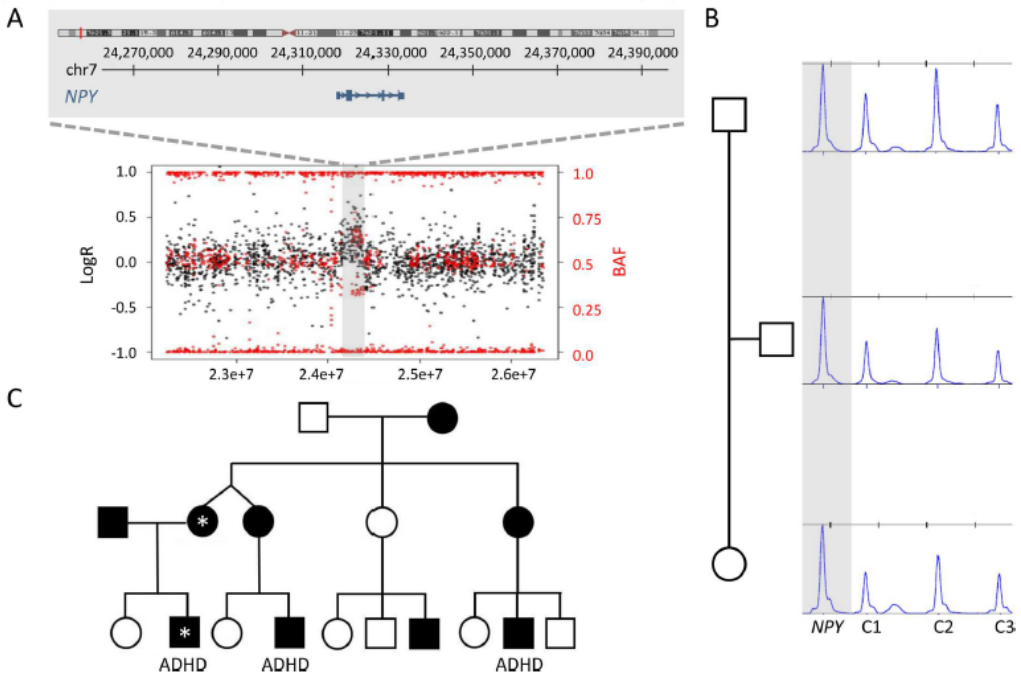 A
24,270,000 24,290,000 24,310,000 24,330,000 24,350,000 24,370,000 24,390,000
chr7
NPY
1.0
0.5
0.0
-0.5
-1.0
LogR
1.0
0.75
0.5
0.25
0.0
BAF
2.3e+7 2.4e+7 2.5e+7 2.6e+7
B
NPY C1 C2 C3
C
*
*
ADHD ADHD ADHD